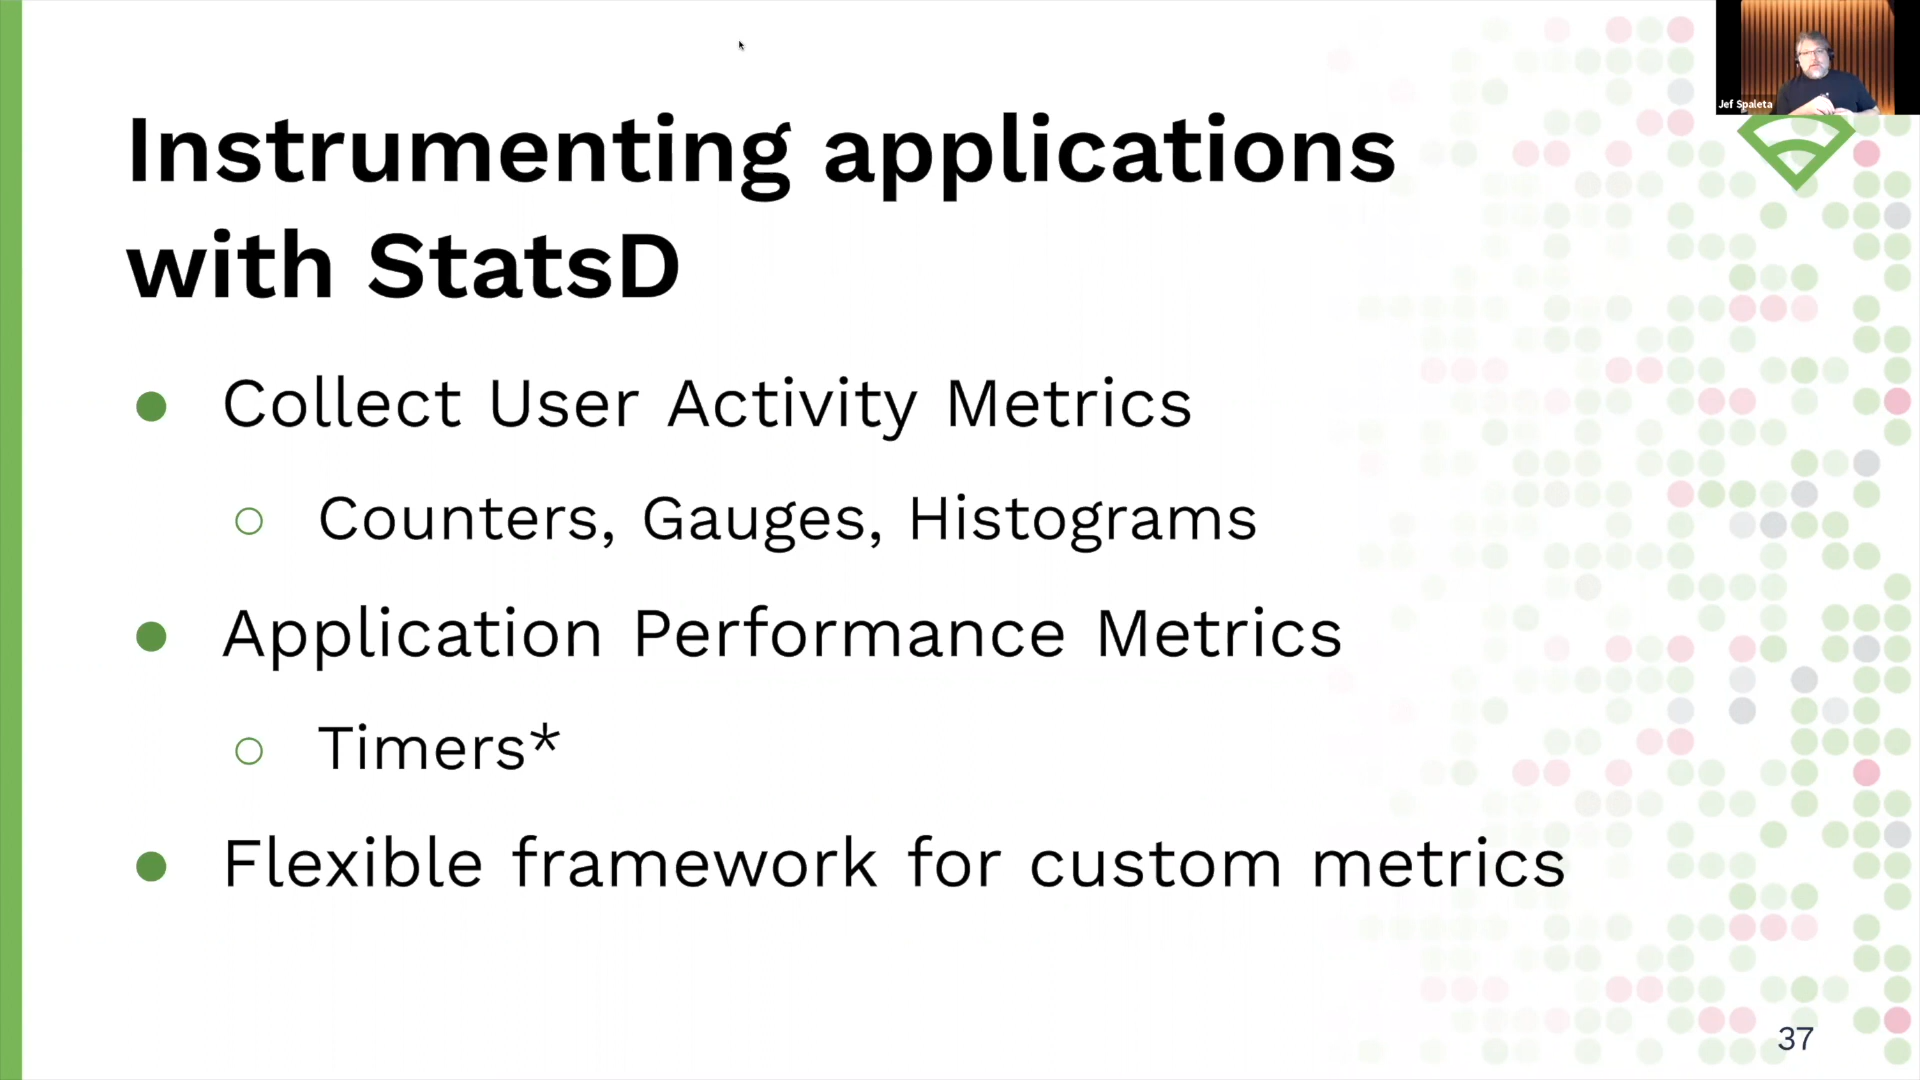 Jef Spaleta
Instrumenting applications
with StatsD
● Collect User Activity Metrics
○ Counters, Gauges, Histograms
● Application Performance Metrics
○ Timers*
● Flexible framework for custom metrics
37